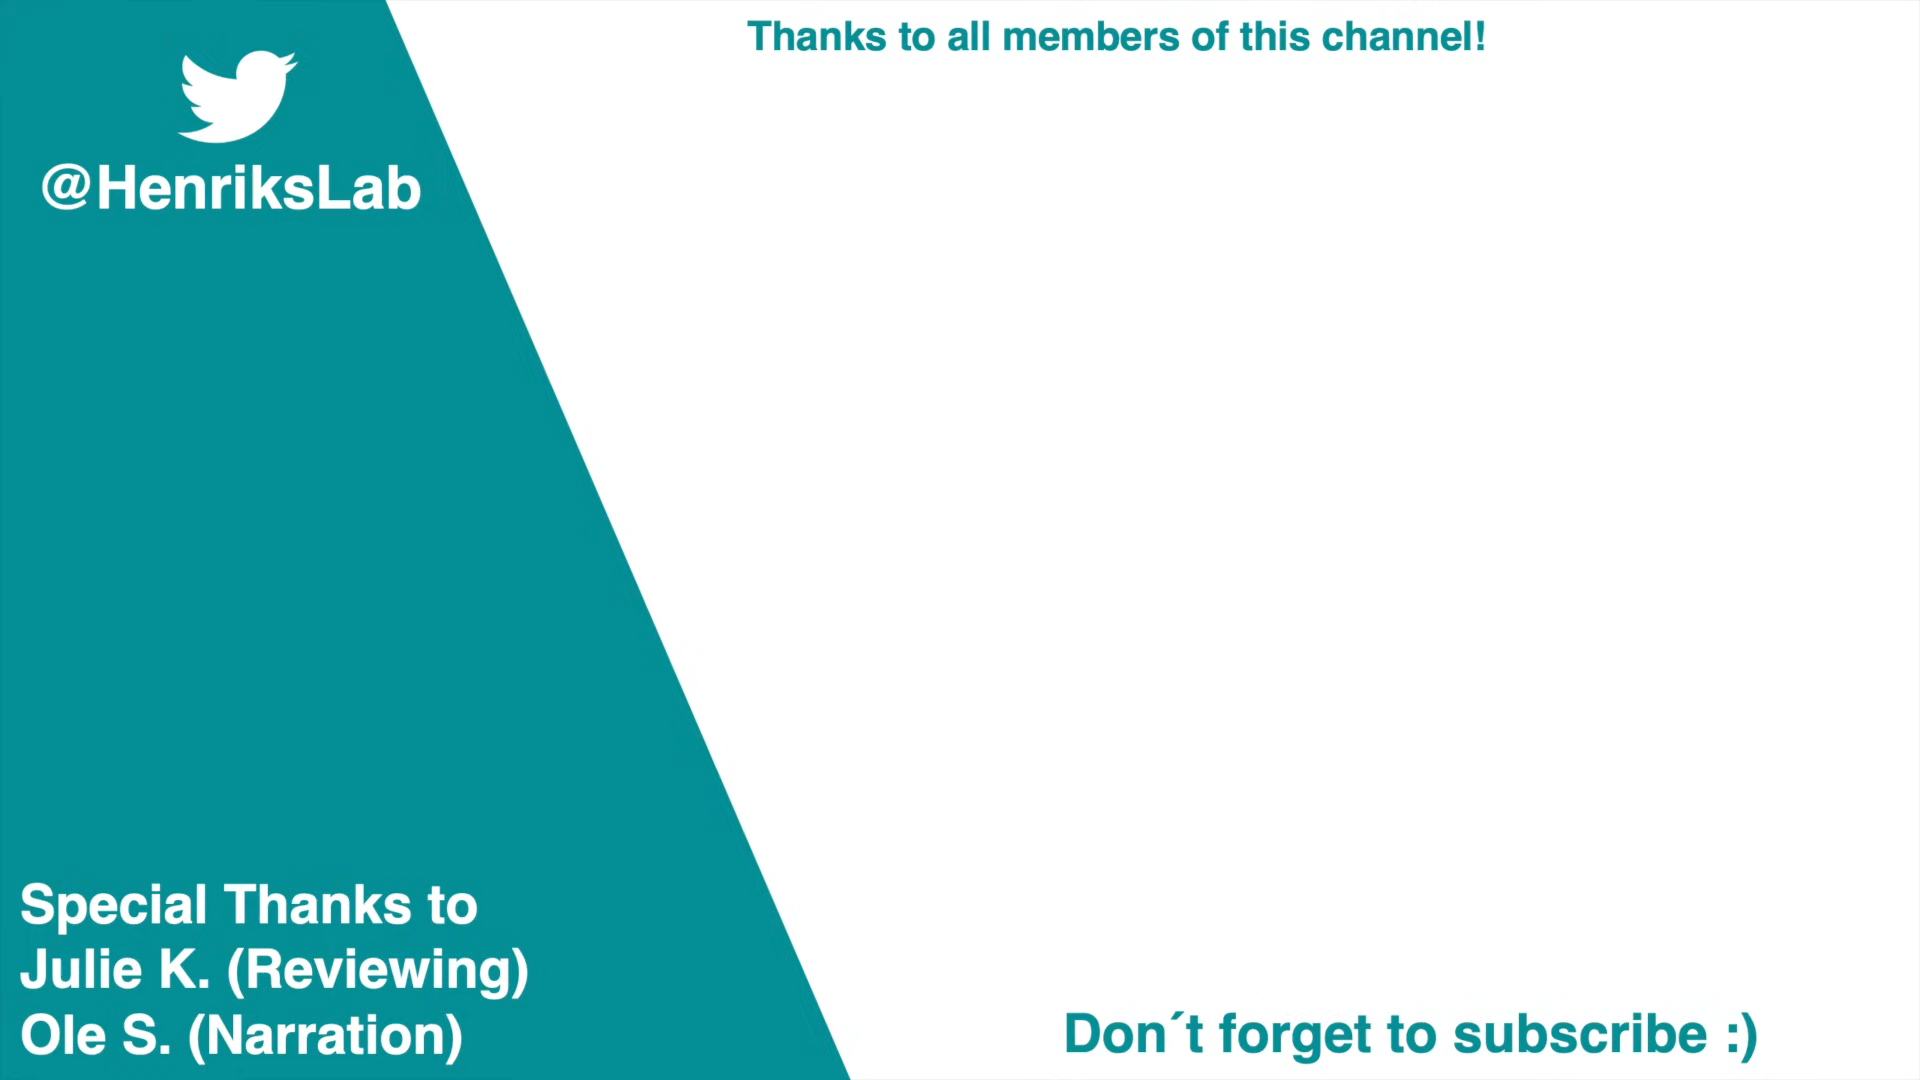 Thanks to all members of this channel!
@HenriksLab
Special Thanks to
Julie K. (Reviewing)
Ole S. (Narration)
Don´t forget to subscribe :)